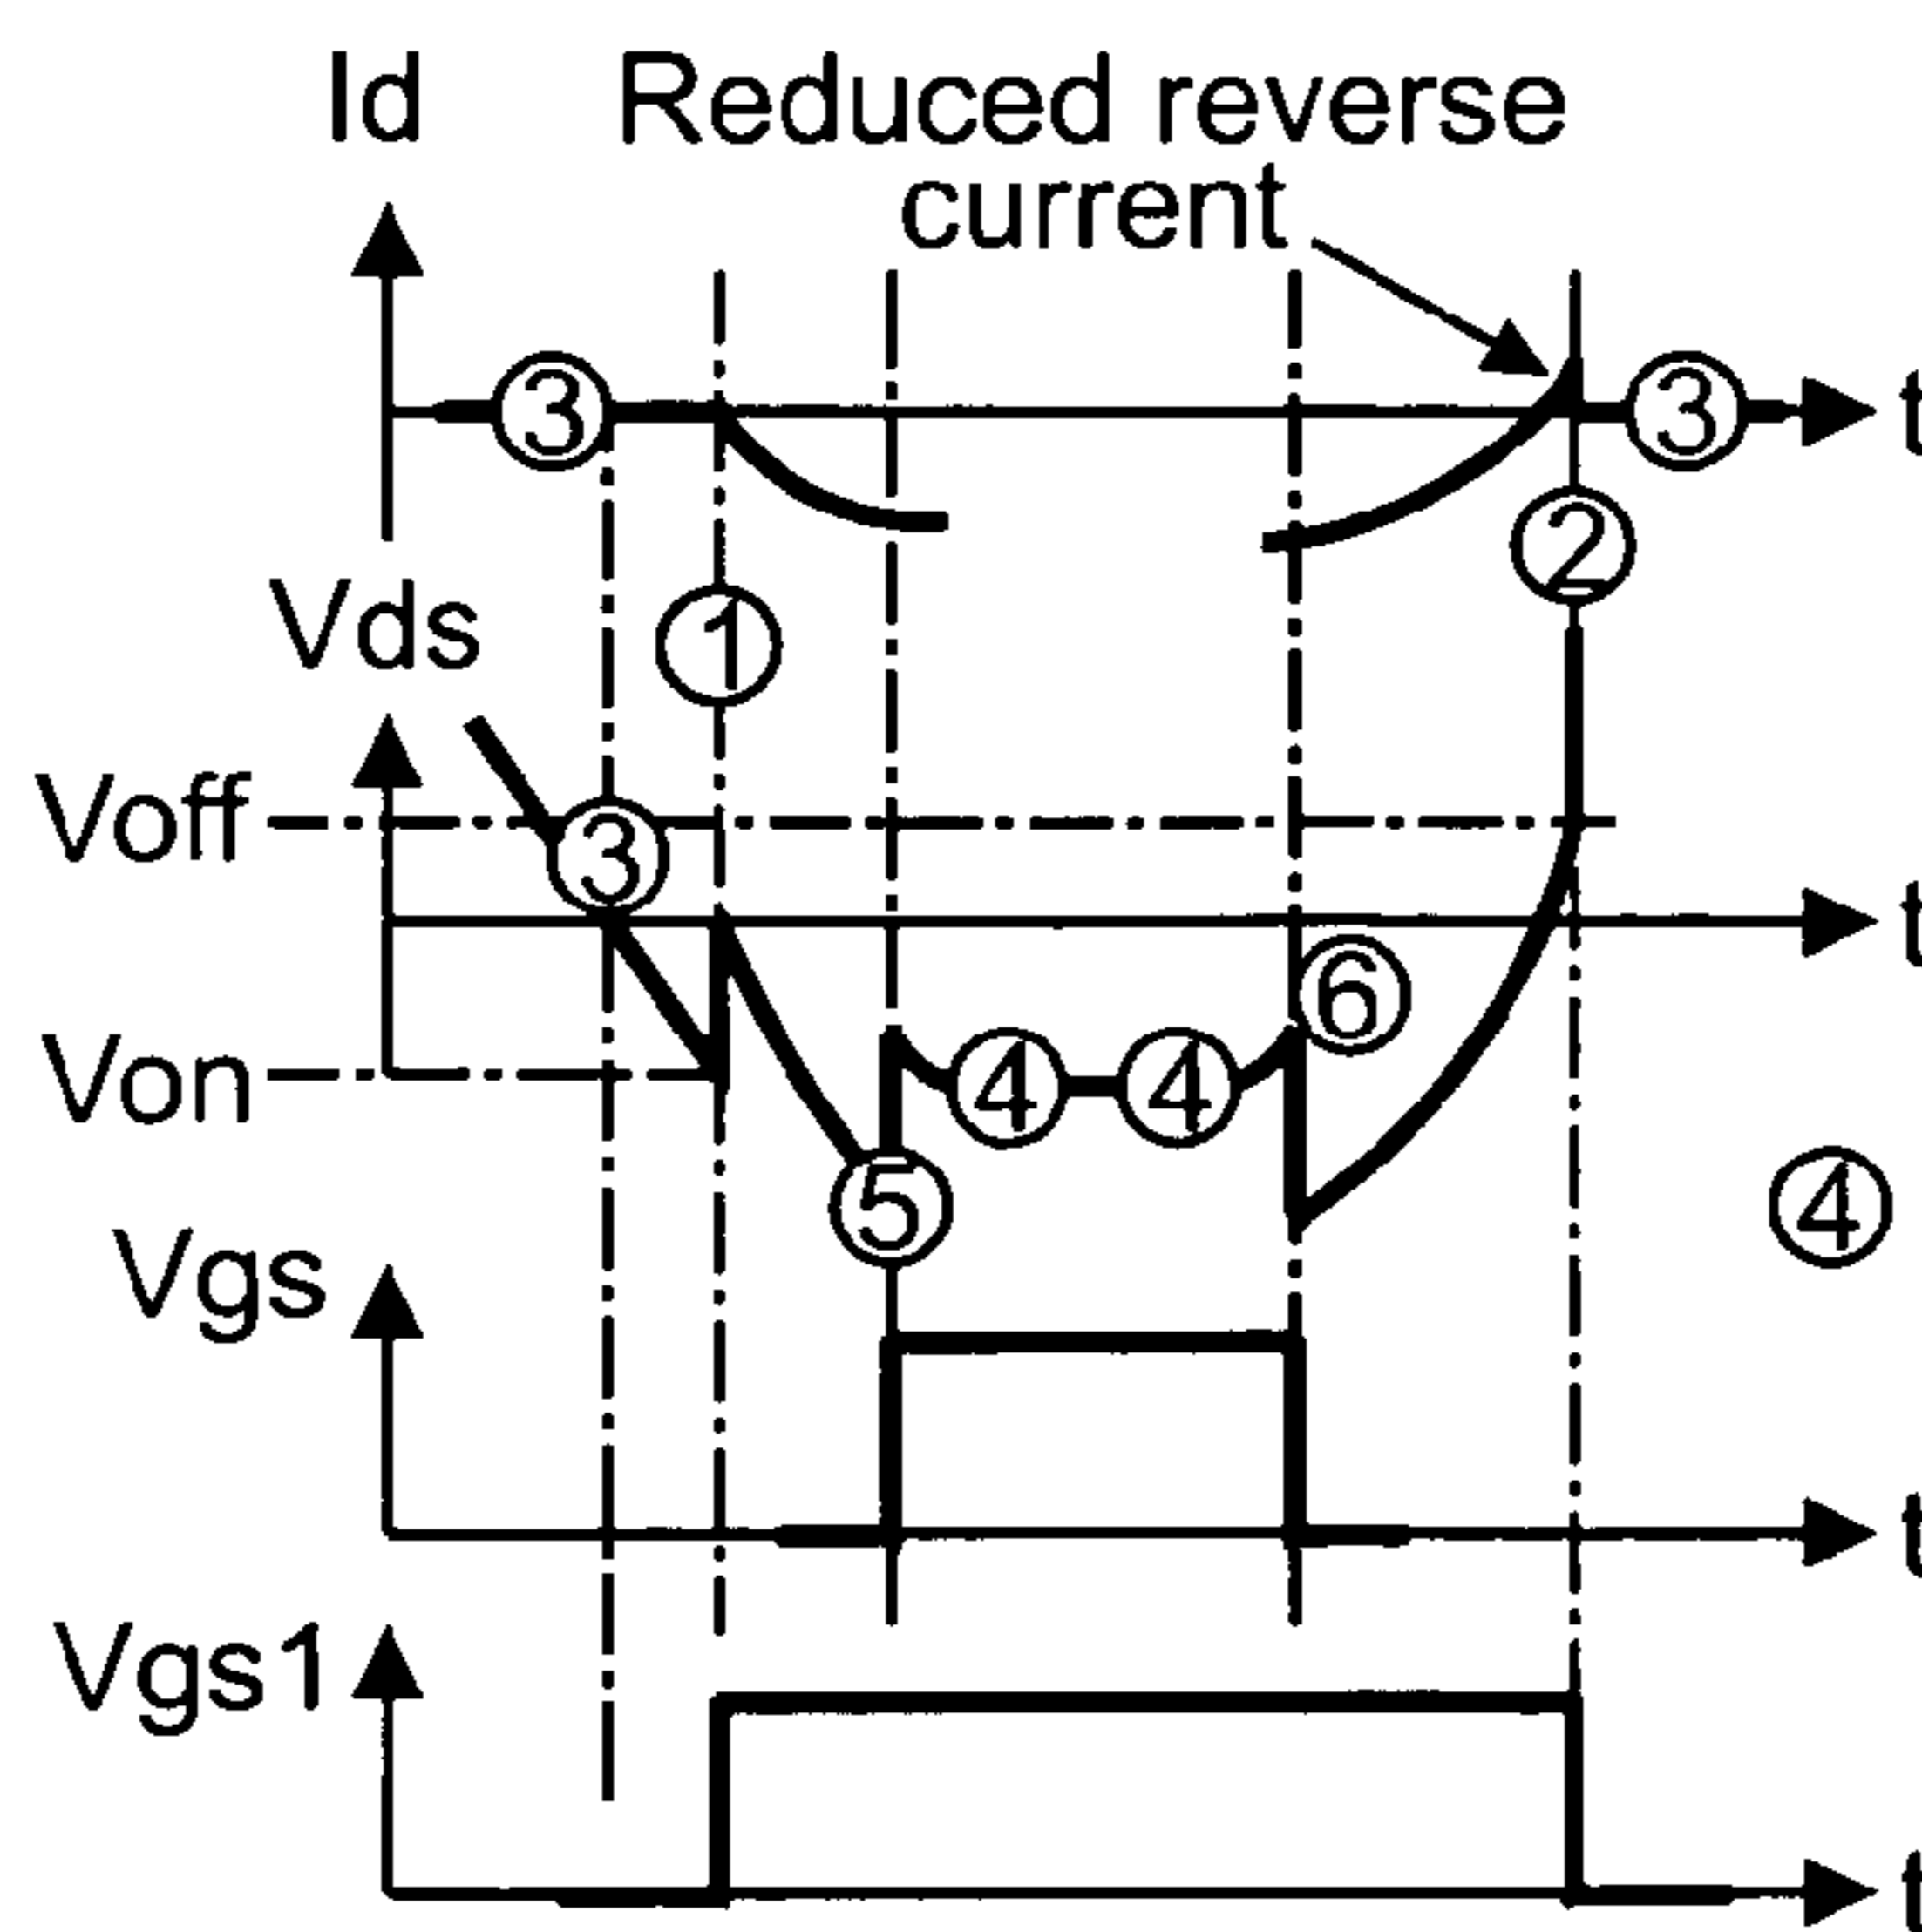 Id
Reduced reverse
current
③
③
t
②
Vds
①
Voff
③
t
⑥
Von
④
④
⑤
④
Vgs
t
Vgs1
t